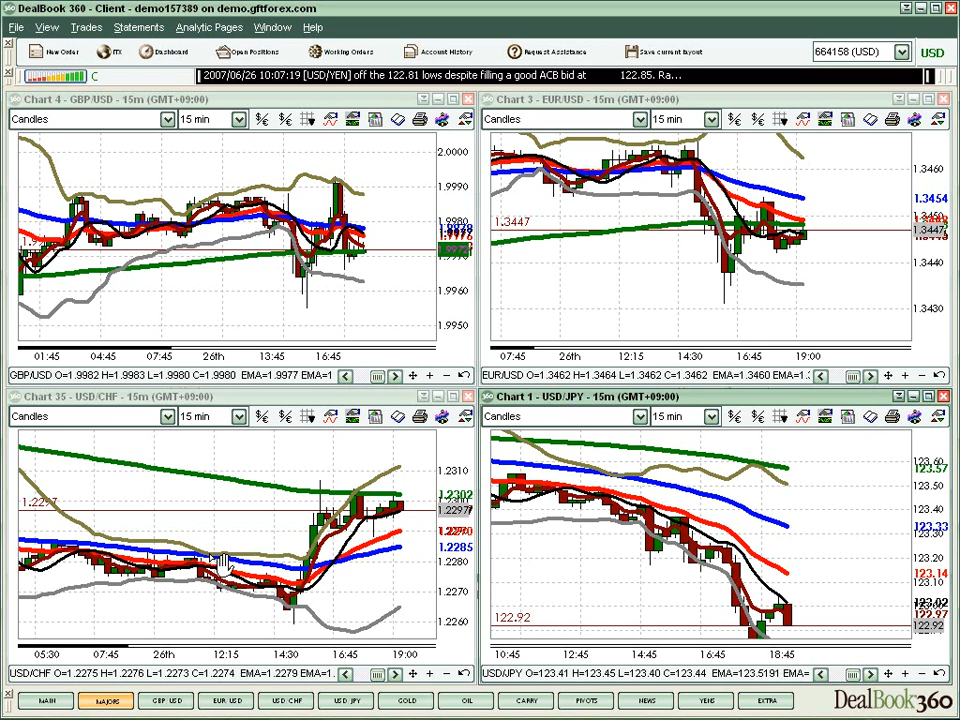 DealBook 360 - Client - demo157389 on demo.gftforex.com
File View Trades Statements Analytic Pages Window Help
New Order ITX Dashboard Open Positions Working Orders Account History Request Assistance Save current layout 664158 (USD) USD
C 2007/06/26 10:07:19 [USD/YEN] off the 122.81 lows despite filling a good ACB bid at 122.85. Ra...
Chart 4 - GBP/USD - 15m (GMT+09:00)
Candles 15 min
2.0000
1.9990
1.9980
1.9960
1.9950
01:45 04:45 07:45 26th 13:45 16:45
GBP/USD O=1.9982 H=1.9983 L=1.9980 C=1.9980 EMA=1.9977 EMA=1
Chart 3 - EUR/USD - 15m (GMT+09:00)
Candles 15 min
1.3460
1.3454
1.3447
1.3447
1.3440
1.3430
07:45 26th 12:15 14:30 16:45 19:00
EUR/USD O=1.3462 H=1.3464 L=1.3462 C=1.3462 EMA=1.3460 EMA=1.
Chart 35 - USD/CHF - 15m (GMT+09:00)
Candles 15 min
1.2310
1.2302
1.2297
1.2297
1.2285
1.2280
1.2270
1.2260
05:30 07:45 26th 12:15 14:30 16:45 19:00
USD/CHF O=1.2275 H=1.2276 L=1.2273 C=1.2274 EMA=1.2274 EMA=1.
Chart 1 - USD/JPY - 15m (GMT+09:00)
Candles 15 min
123.60
123.57
123.50
123.40
123.33
123.20
123.14
123.10
123.02
122.97
122.92
122.92
10:45 12:45 14:45 16:45 18:45
USD/JPY O=123.41 H=123.45 L=123.40 C=123.44 EMA=123.5191 EMA=
MAIN MAJORS GBP USD EUR USD USD CHF USD JPY GOLD OIL CARRY PIVOTS NEWS YENS EXTRA DealBook360